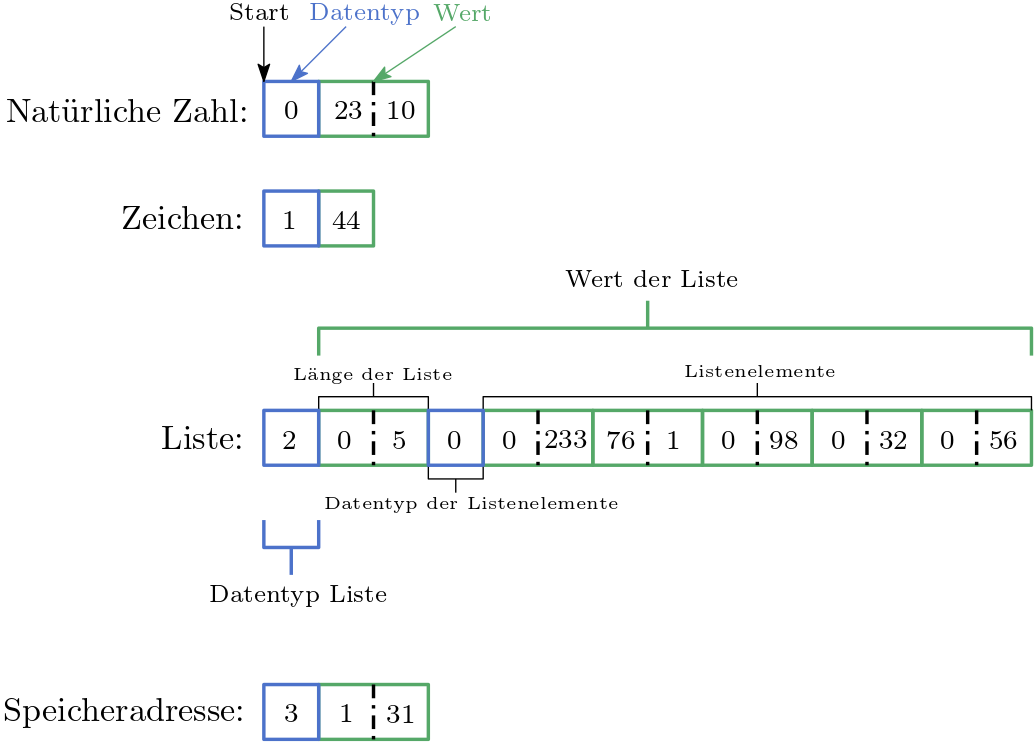 Start Datentyp Wert
Natürliche Zahl: 0 23 10
Zeichen: 1 44
Wert der Liste
Länge der Liste Listenelemente
Liste: 2 0 5 0 0 233 76 1 0 98 0 32 0 56
Datentyp der Listenelemente
Datentyp Liste
Speicheradresse: 3 1 31